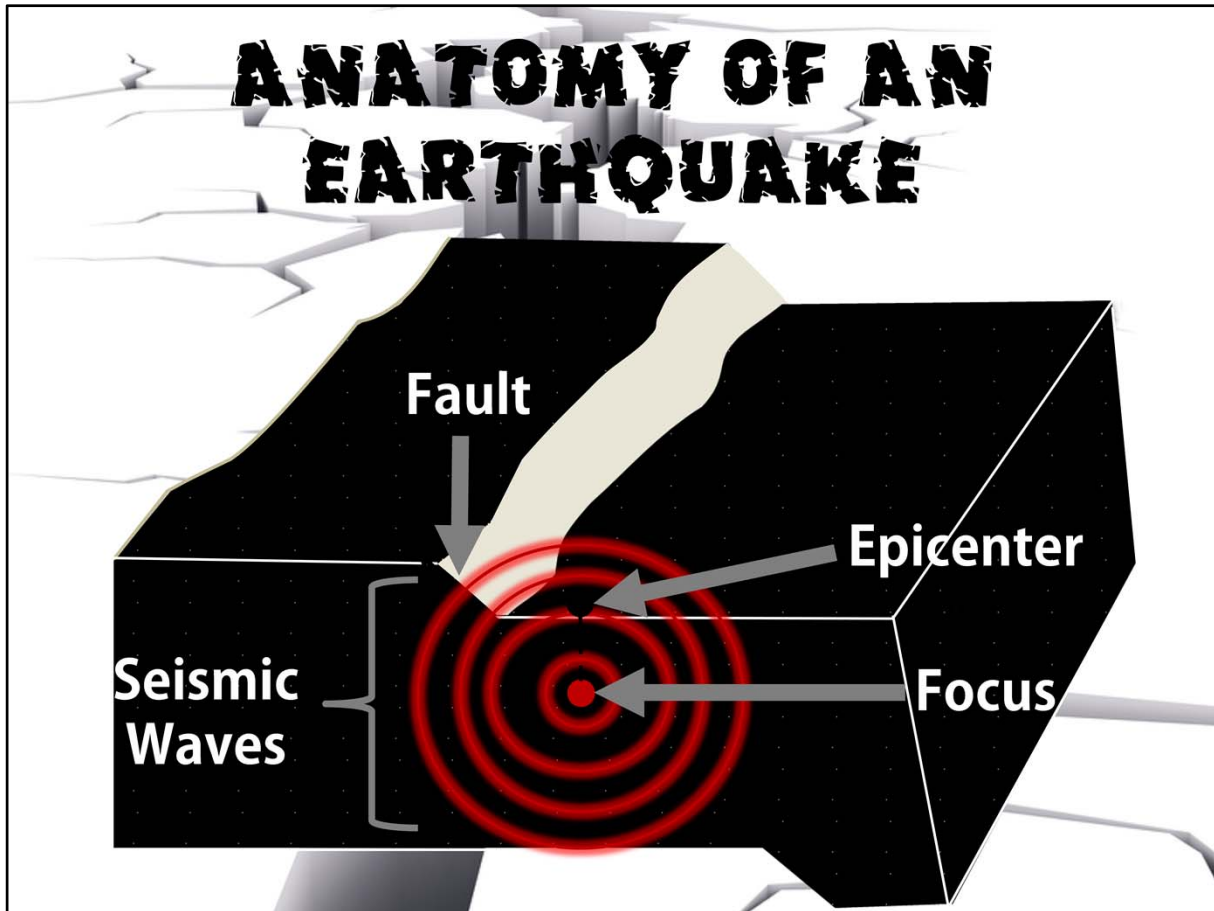 ANATOMY OF AN
EARTHQUAKE
Fault
Epicenter
Seismic
Waves
Focus